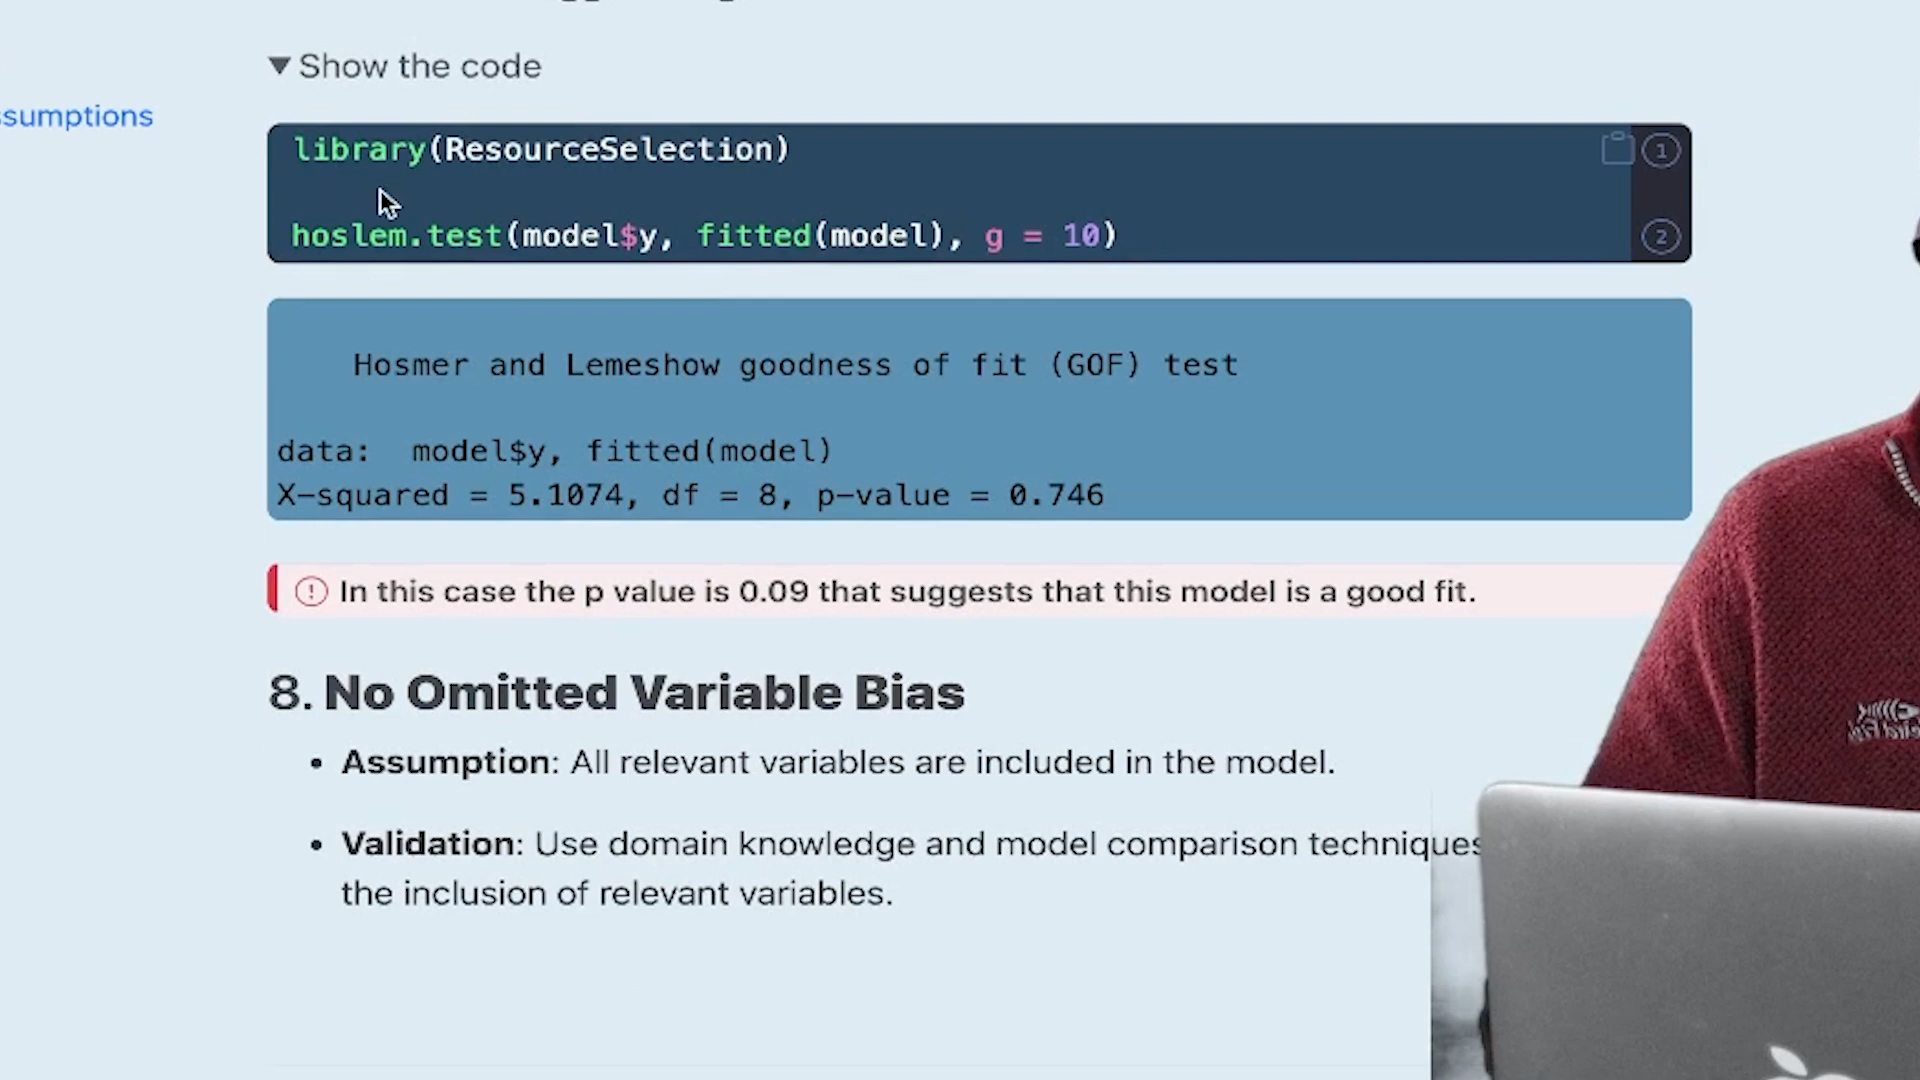 Show the code
library(ResourceSelection)
1
hoslem.test(model$y, fitted(model), g = 10)
2
Hosmer and Lemeshow goodness of fit (GOF) test
data: model$y, fitted(model)
X-squared = 5.1074, df = 8, p-value = 0.746
In this case the p value is 0.09 that suggests that this model is a good fit.
8. No Omitted Variable Bias
• Assumption: All relevant variables are included in the model.
• Validation: Use domain knowledge and model comparison techniques
the inclusion of relevant variables.